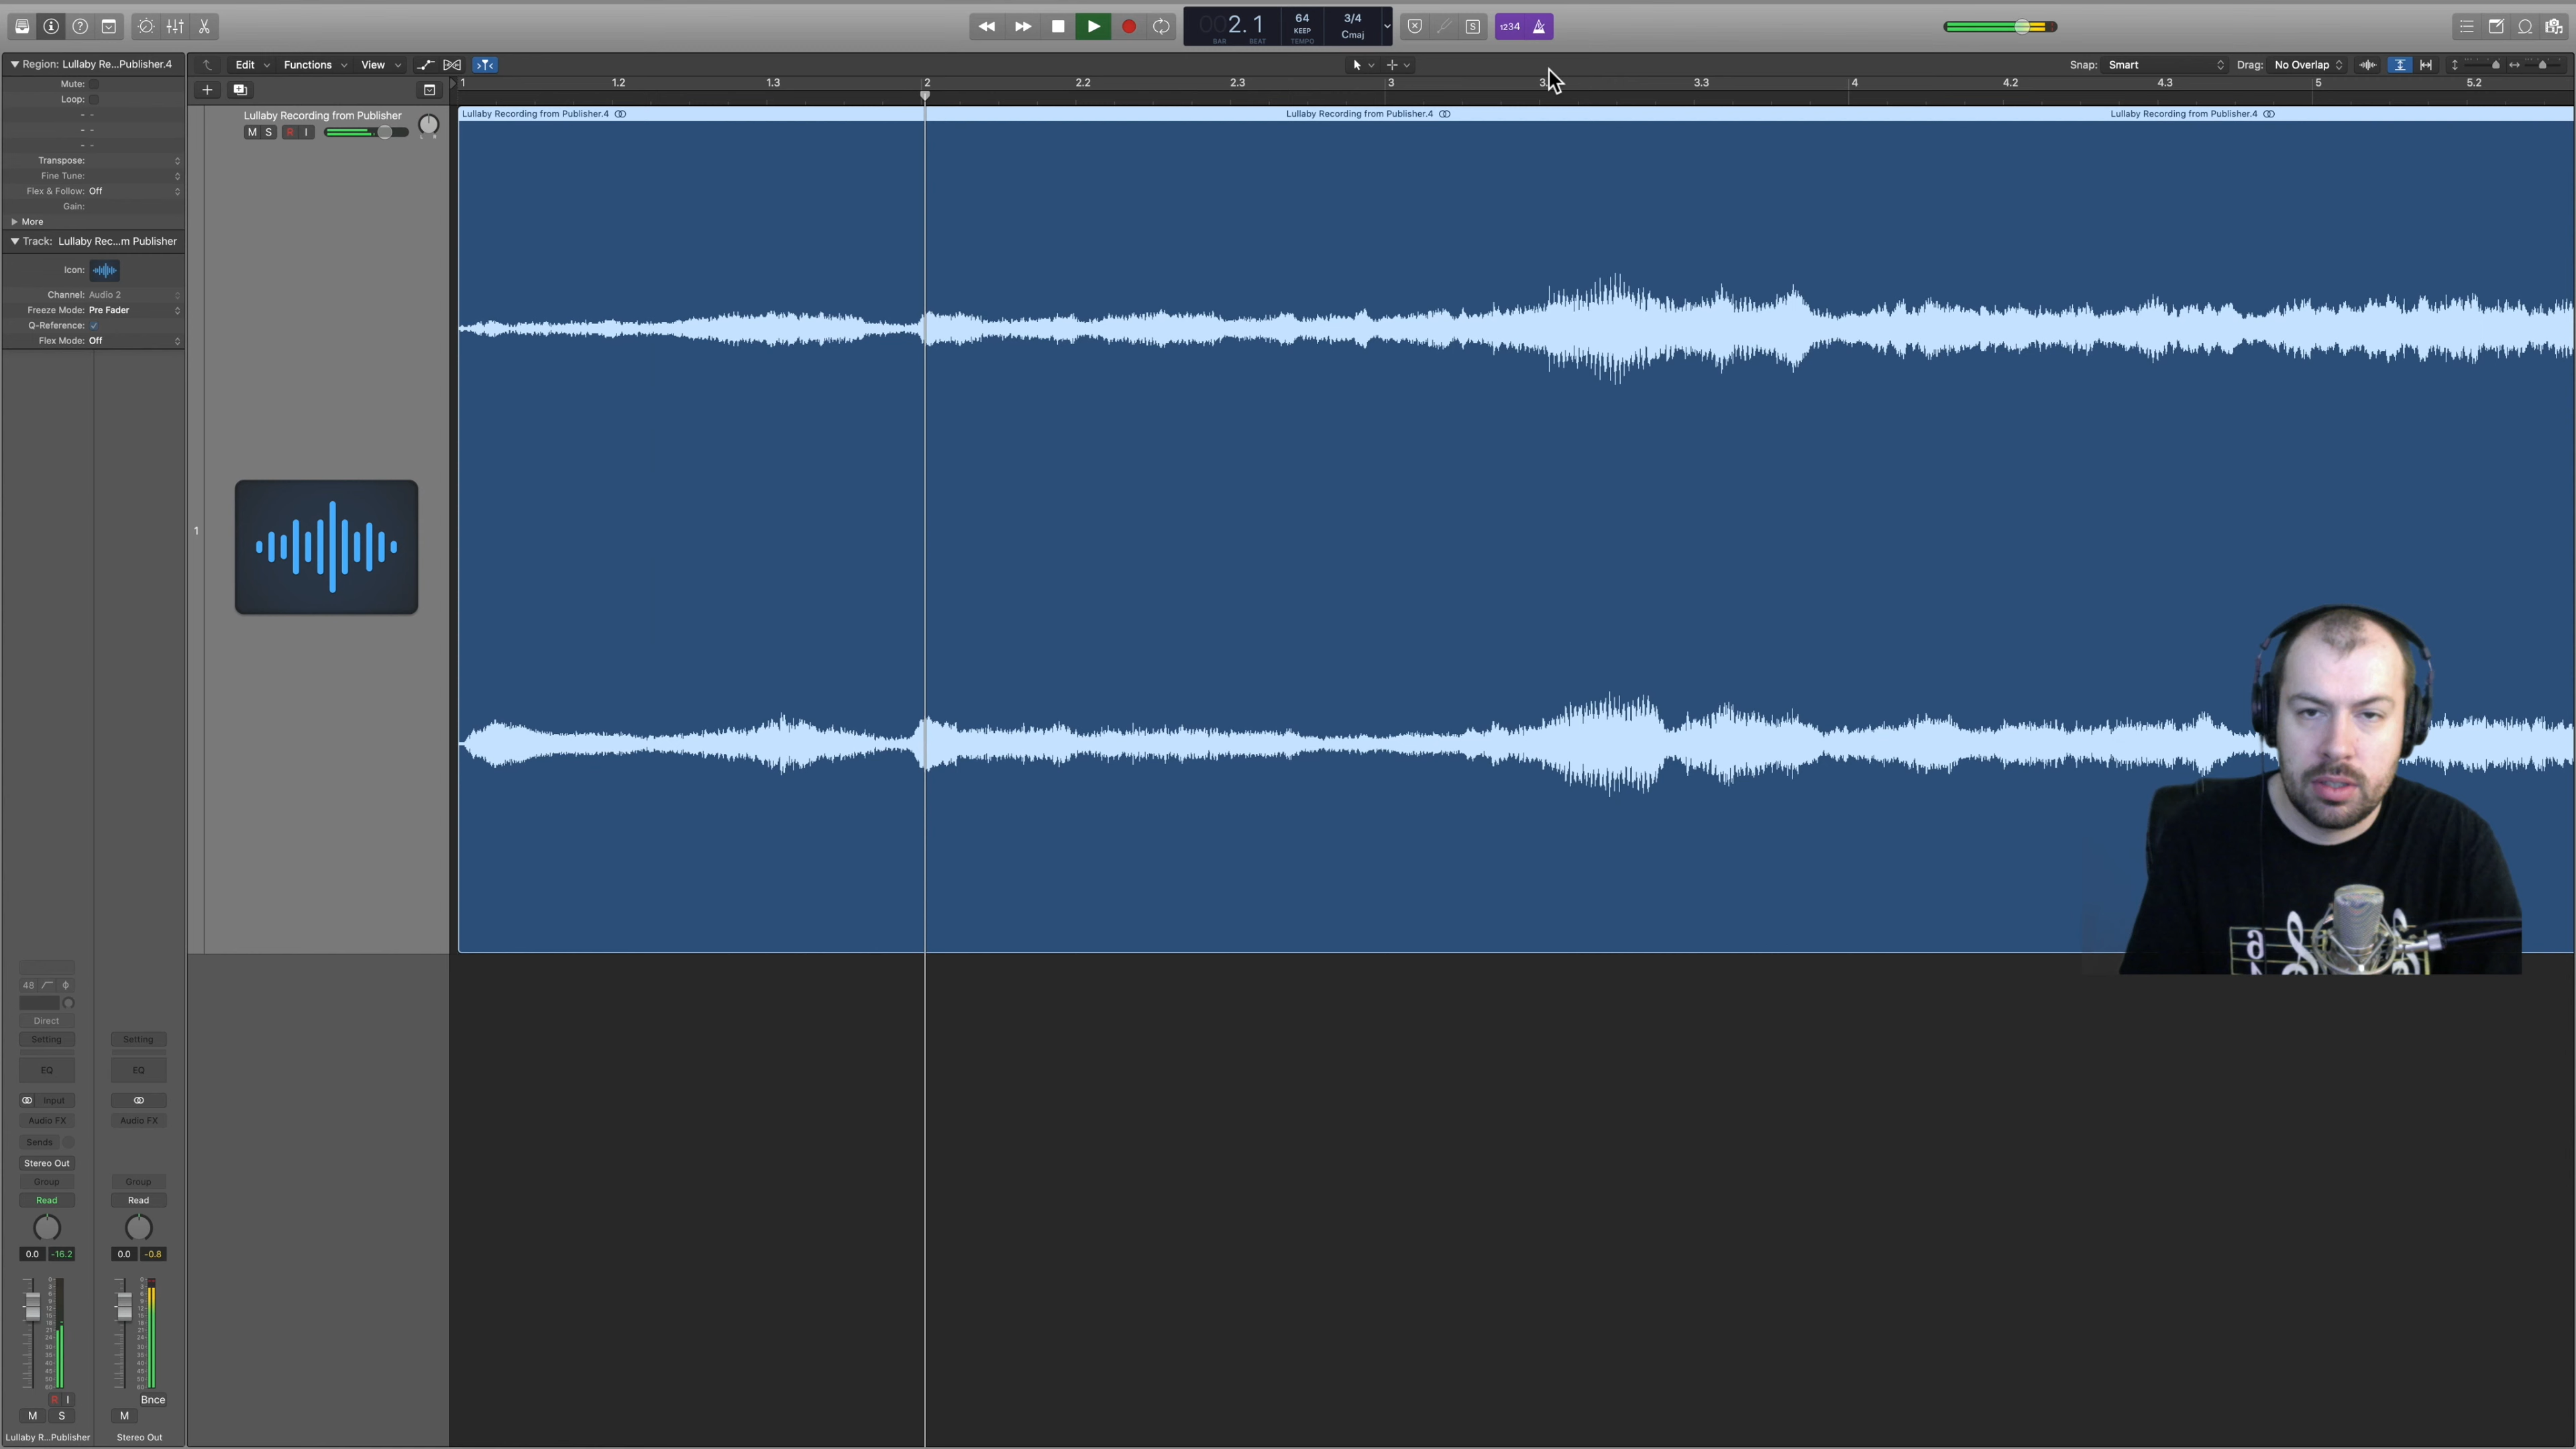 002.1
BAR BEAT
64
KEEP
TEMPO
3/4
Cmaj
S
1234
Region: Lullaby Re...Publisher.4
Edit
Functions
View
Snap: Smart
Drag: No Overlap
Mute:
Loop:
Transpose:
Fine Tune:
Flex & Follow: Off
Gain:
More
Track: Lullaby Rec...m Publisher
Icon:
Channel: Audio 2
Freeze Mode: Pre Fader
Q-Reference:
Flex Mode: Off
1 1.2 1.3 2 2.2 2.3 3 3.3 4 4.2 4.3 5 5.2
Lullaby Recording from Publisher
M S R I
L R
Lullaby Recording from Publisher.4
Lullaby Recording from Publisher.4
Lullaby Recording from Publisher.4
1
a
48
Direct
Setting Setting
EQ EQ
Input
Audio FX Audio FX
Sends
Stereo Out
Group Group
Read Read
0.0 -16.2 0.0 -0.8
R I Bnce
M S M
Lullaby R...Publisher Stereo Out